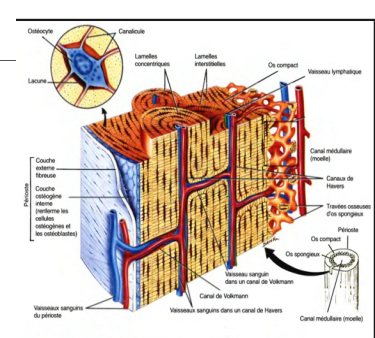 Ostéocyte
Canalicule
Lacune
Lamelles
concentriques
Lamelles
interstitielles
Os compact
Vaisseau lymphatique
Canal médullaire
(moelle)
Canaux de
Havers
Travées osseuses
d'os spongieux
Périoste
Couche
externe
fibreuse
Couche
ostéogène
interne
(renferme les
cellules
ostéogènes et
les ostéoblastes)
Vaisseaux sanguins
du périoste
Vaisseau sanguin
dans un canal de Volkmann
Canal de Volkmann
Vaisseaux sanguins dans un canal de Havers
Périoste
Os compact
Os spongieux
Canal médullaire (moelle)